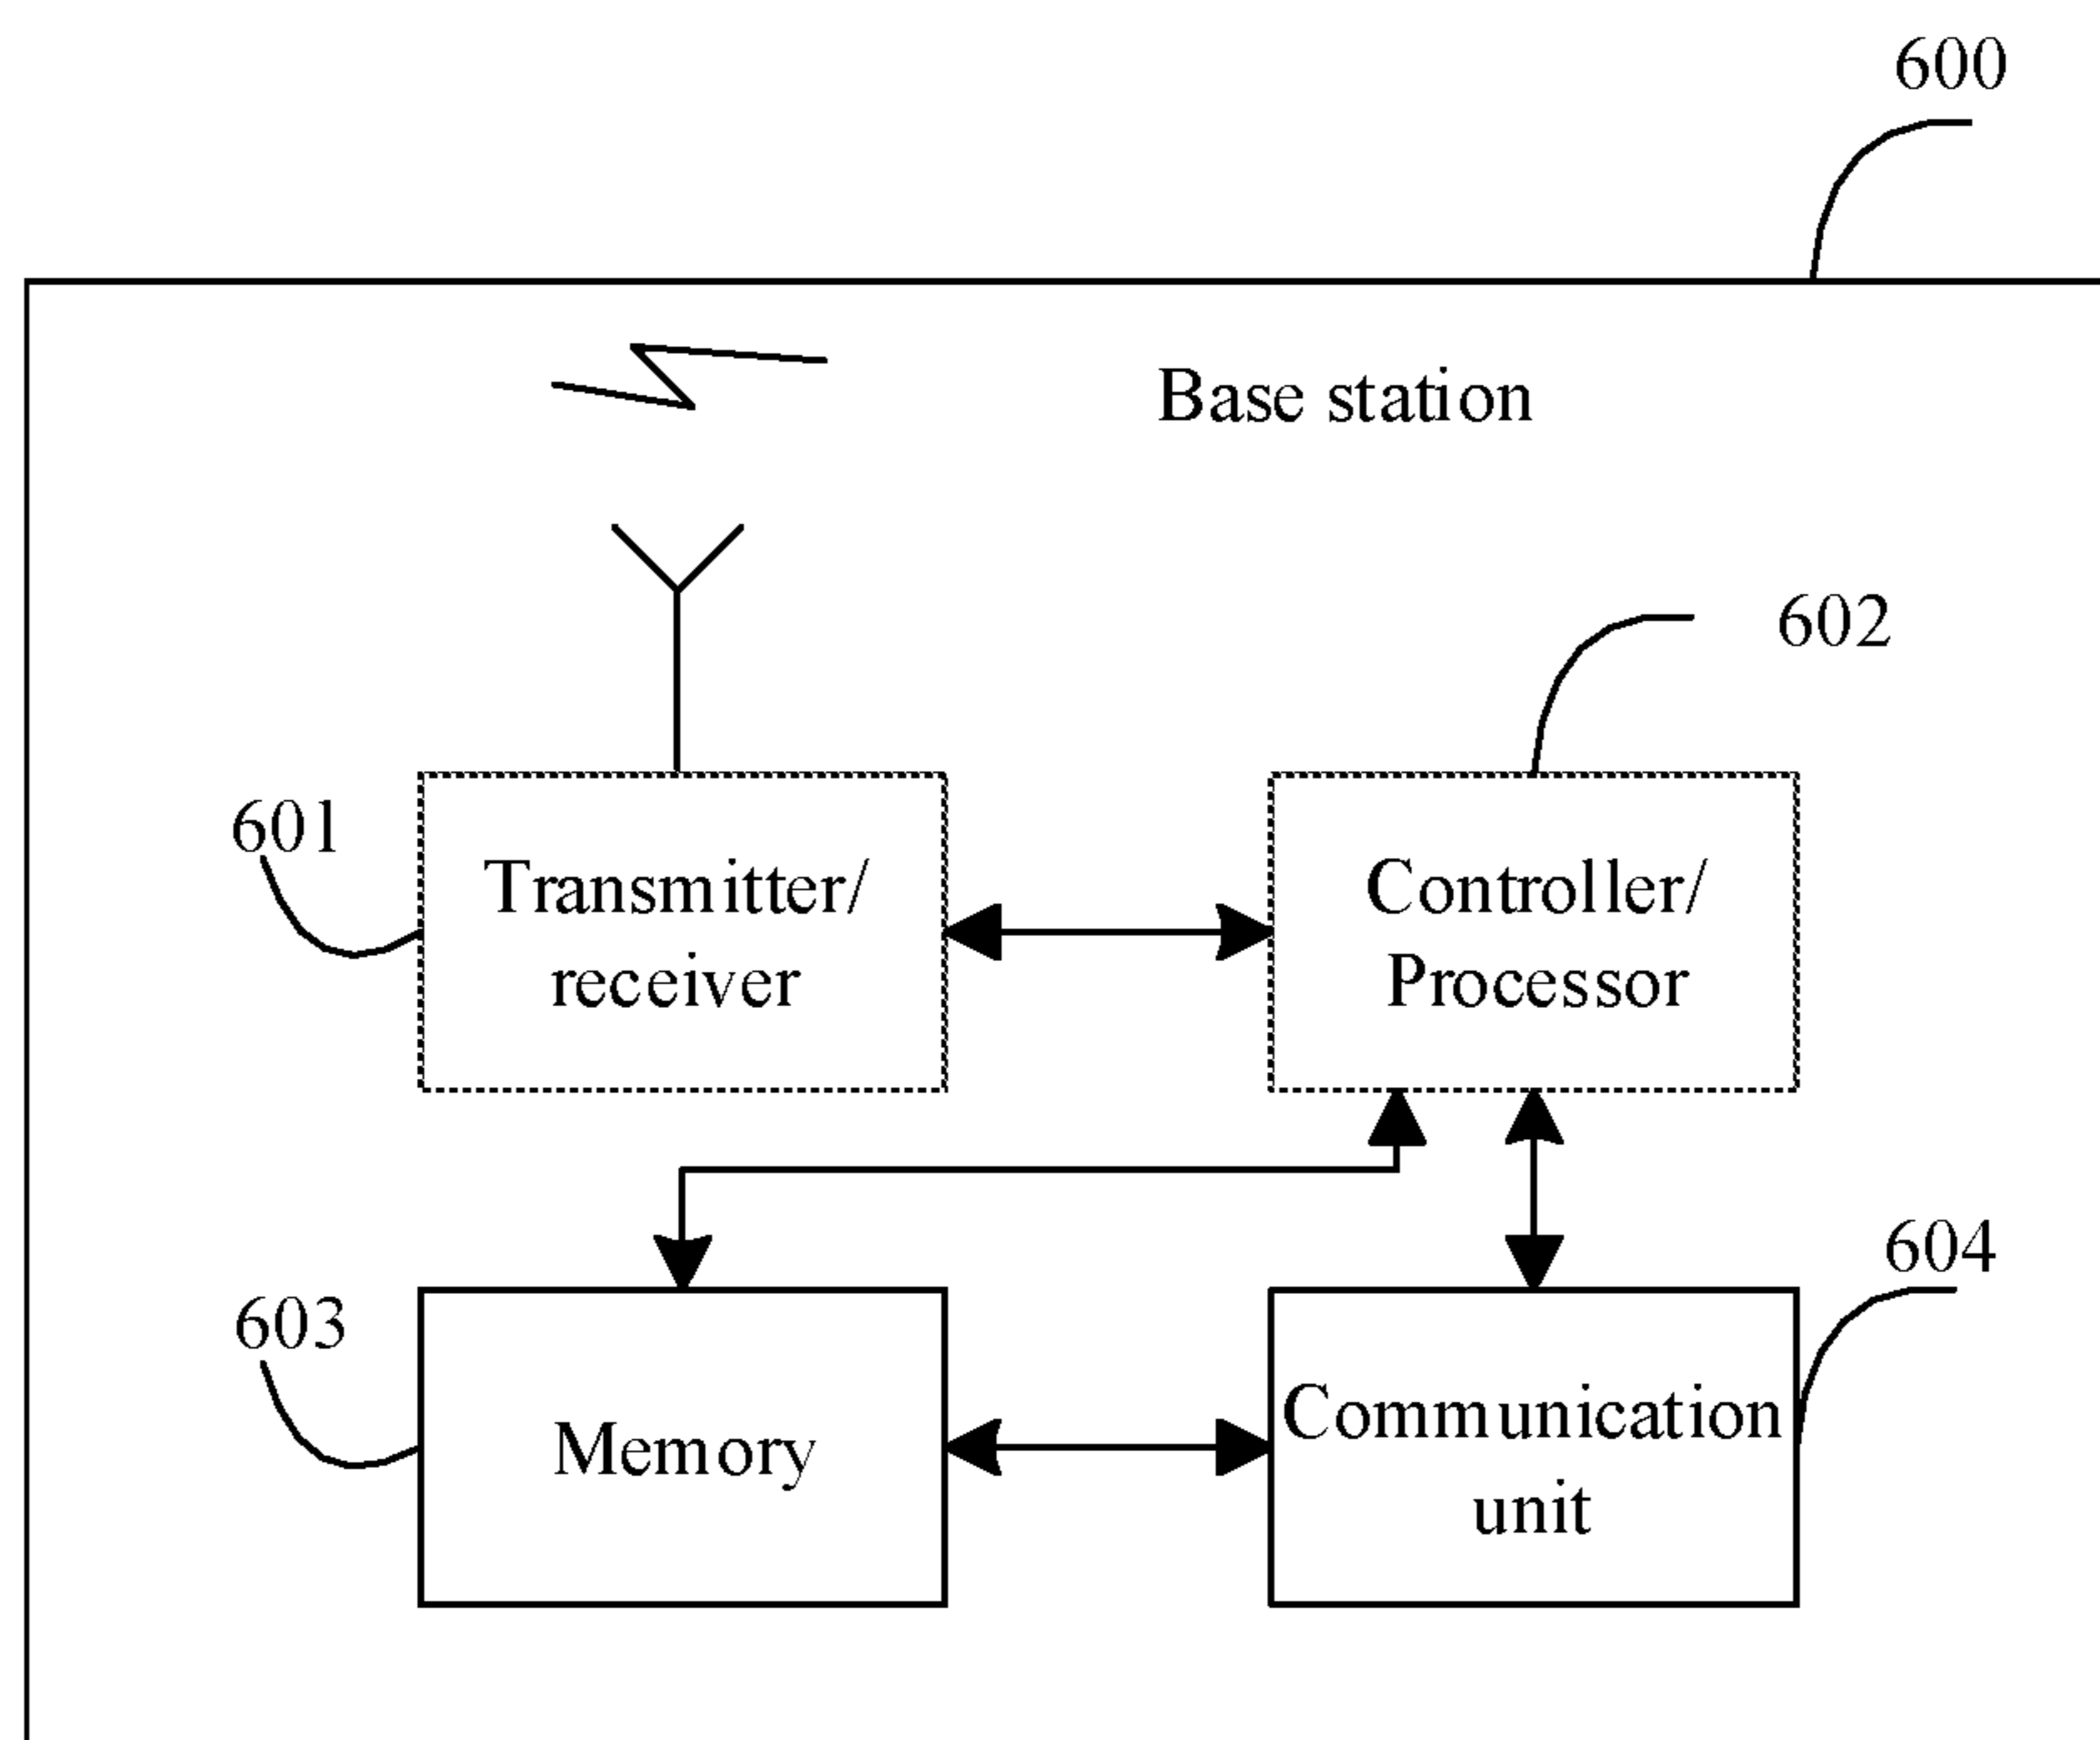 600
Base station
602
601
Transmitter/
receiver
Controller/
Processor
604
603
Memory
Communication
unit